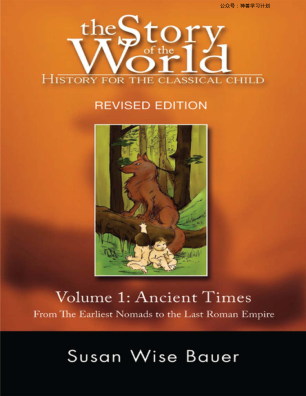 公众号：神兽学习计划
the Story
of the
World
HISTORY FOR THE CLASSICAL CHILD
REVISED EDITION
Volume 1: Ancient Times
From The Earliest Nomads to the Last Roman Empire
Susan Wise Bauer